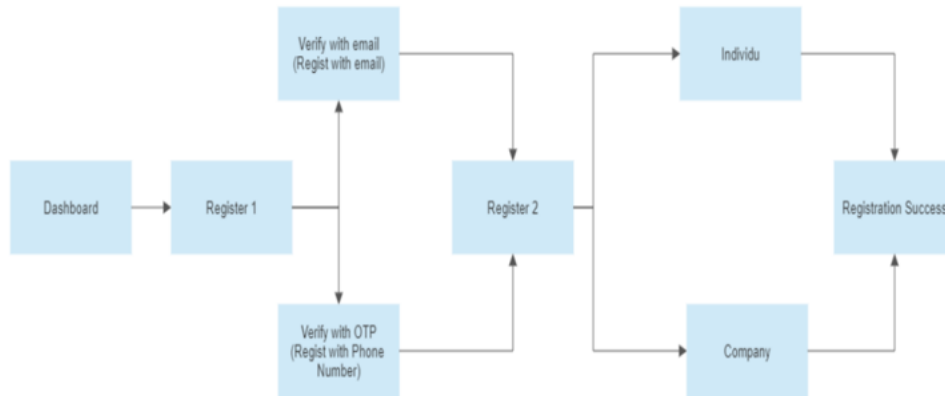 Verify with email
(Regist with email)
Individu
Dashboard
Register 1
Register 2
Registration Success
Verify with OTP
(Regist with Phone
Number)
Company